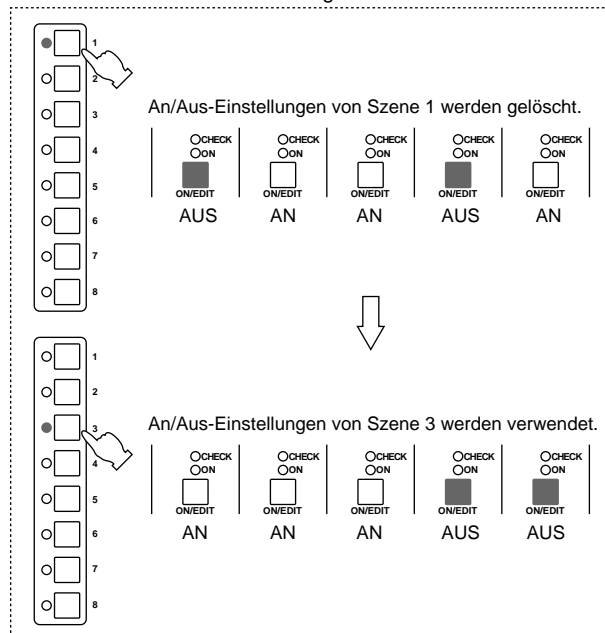 1
2
3
4
5
6
7
8
An/Aus-Einstellungen von Szene 1 werden gelöscht.
CHECK CHECK CHECK CHECK CHECK
ON ON ON ON ON
ON/EDIT ON/EDIT ON/EDIT ON/EDIT ON/EDIT
AUS AN AN AUS AN
1
2
3
4
5
6
7
8
An/Aus-Einstellungen von Szene 3 werden verwendet.
CHECK CHECK CHECK CHECK CHECK
ON ON ON ON ON
ON/EDIT ON/EDIT ON/EDIT ON/EDIT ON/EDIT
AN AN AN AUS AUS